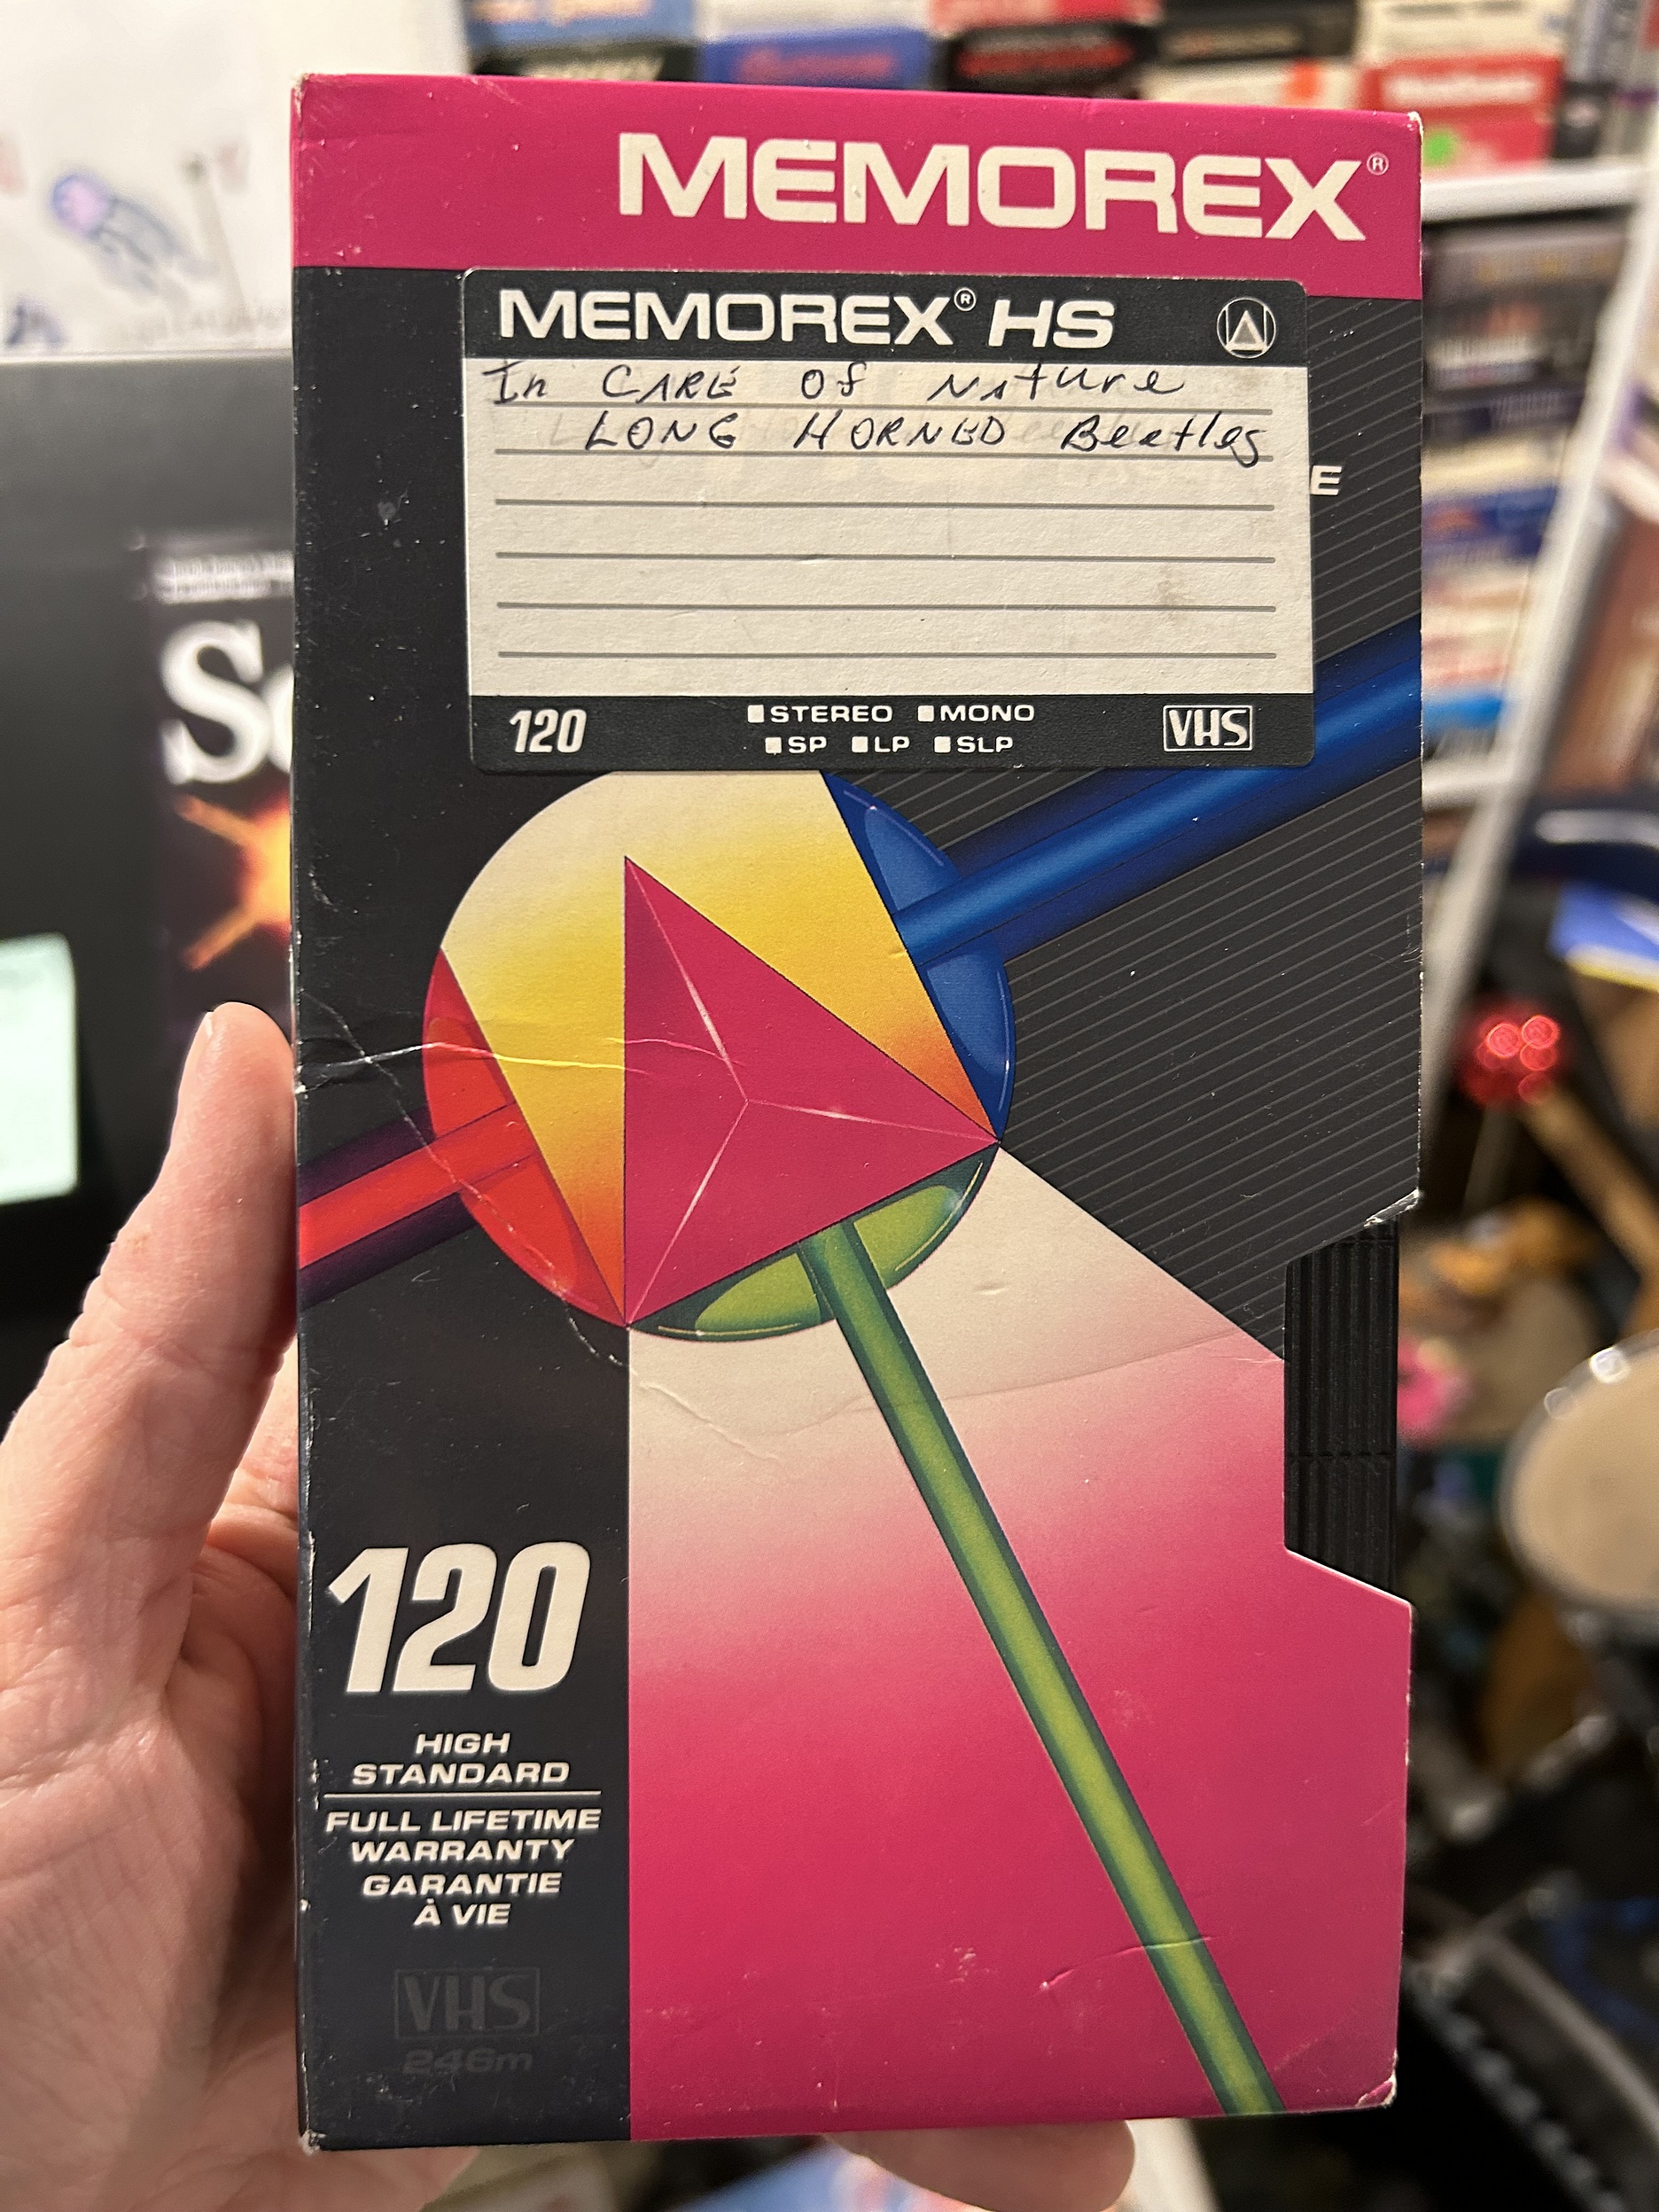 MEMOREX®
MEMOREX® HS
In CARE Of Nature
LONG HORNED Beetles
E
120
STEREO MONO
SP LP SLP
VHS
120
HIGH
STANDARD
FULL LIFETIME
WARRANTY
GARANTIE
À VIE
VHS
246m